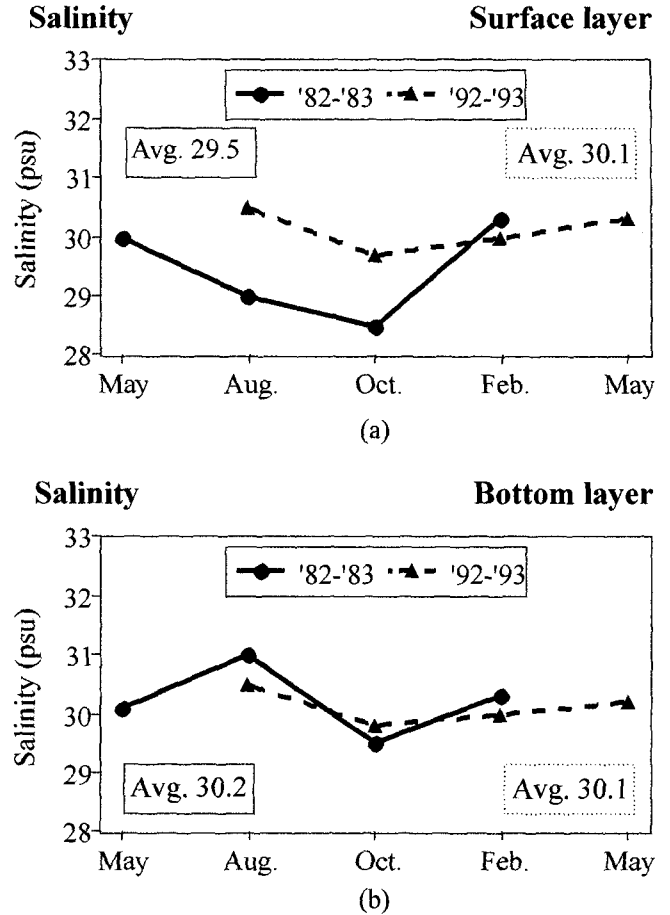 Salinity Surface layer
33
'82-'83 '92-'93
32
Avg. 29.5 Avg. 30.1
31
30
29
28
Salinity (psu)
May Aug. Oct. Feb. May
(a)
Salinity Bottom layer
33
'82-'83 '92-'93
32
31
30
29
Avg. 30.2 Avg. 30.1
28
Salinity (psu)
May Aug. Oct. Feb. May
(b)